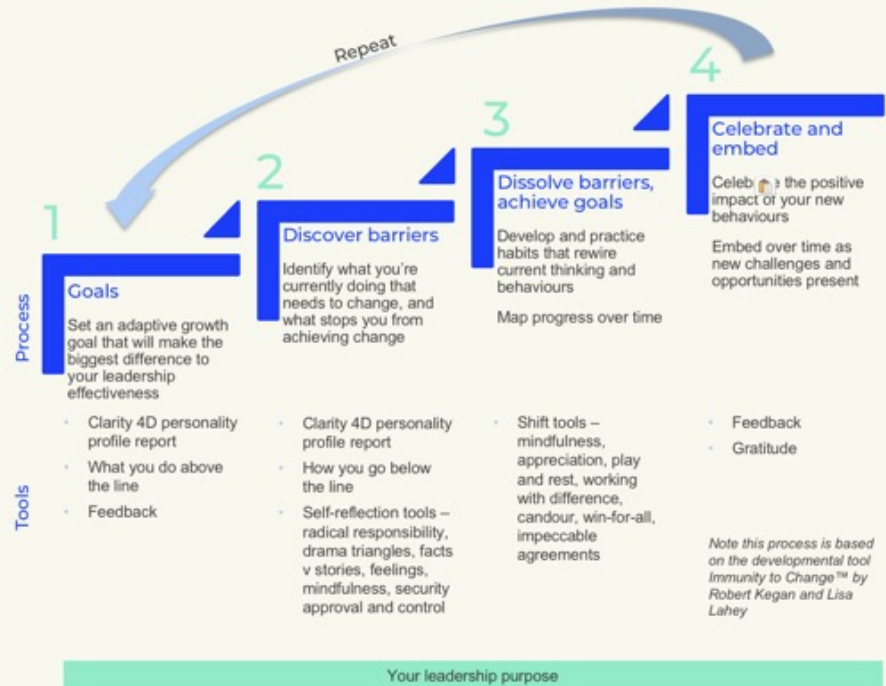 Repeat
1
Goals
Set an adaptive growth
goal that will make the
biggest difference to
your leadership
effectiveness
2
Discover barriers
Identify what you're
currently doing that
needs to change, and
what stops you from
achieving change
3
Dissolve barriers,
achieve goals
Develop and practice
habits that rewire
current thinking and
behaviours
Map progress over time
4
Celebrate and
embed
the positive
impact of your new
behaviours
Embed over time as
new challenges and
opportunities present
Process
Tools
Clarity 4D personality
profile report
What you do above
the line
Feedback
Clarity 4D personality
profile report
How you go below
the line
Self-reflection tools –
radical responsibility,
drama triangles, facts
v stories, feelings,
mindfulness, security
approval and control
Shift tools –
mindfulness,
appreciation, play
and rest, working
with difference,
candour, win-for-all,
impeccable
agreements
Feedback
Gratitude
Note this process is based
on the developmental tool
Immunity to Change™ by
Robert Kegan and Lisa
Lahey
Your leadership purpose